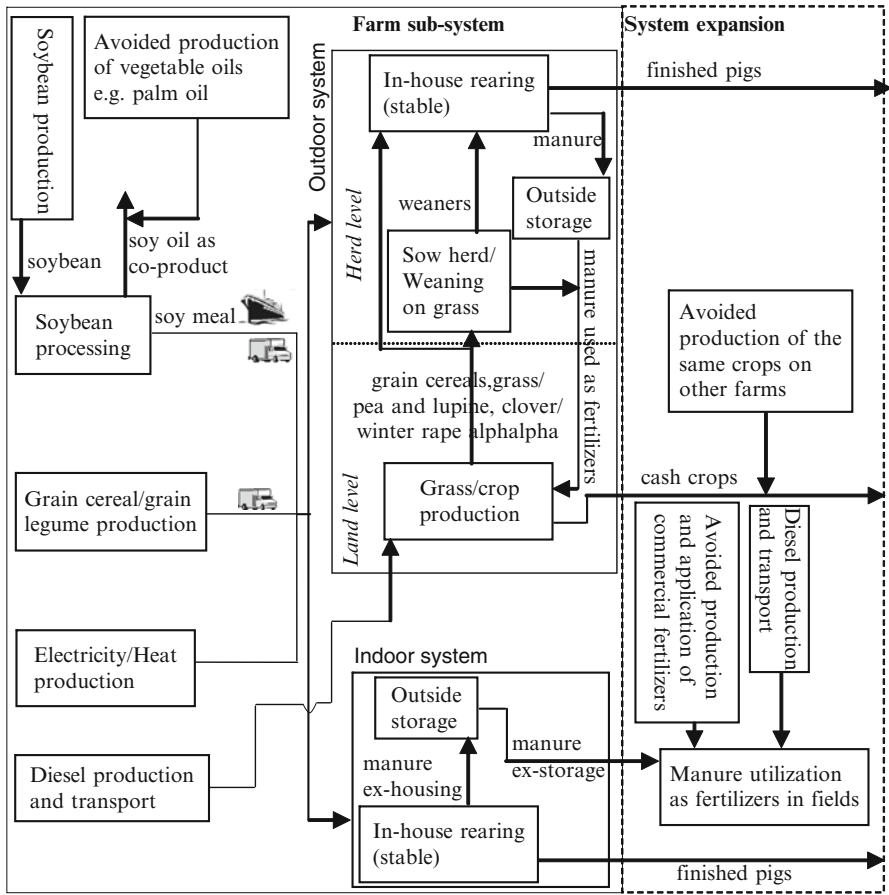 Farm sub-system
System expansion
Soybean production
Avoided production
of vegetable oils
e.g. palm oil
Outdoor system
In-house rearing
(stable)
finished pigs
manure
Outside
storage
weaners
Herd level
soy oil as
co-product
soybean
Sow herd/
Weaning
on grass
manure used as fertilizers
Soybean
processing
soy meal
Avoided
production of the
same crops on
other farms
grain cereals,grass/
pea and lupine, clover/
winter rape alphalpha
Land level
Grain cereal/grain
legume production
Grass/crop
production
cash crops
Avoided production
and application of
commercial fertilizers
Diesel production
and transport
Electricity/Heat
production
Indoor system
Outside
storage
manure
ex-housing
manure
ex-storage
Diesel production
and transport
Manure utilization
as fertilizers in fields
In-house rearing
(stable)
finished pigs